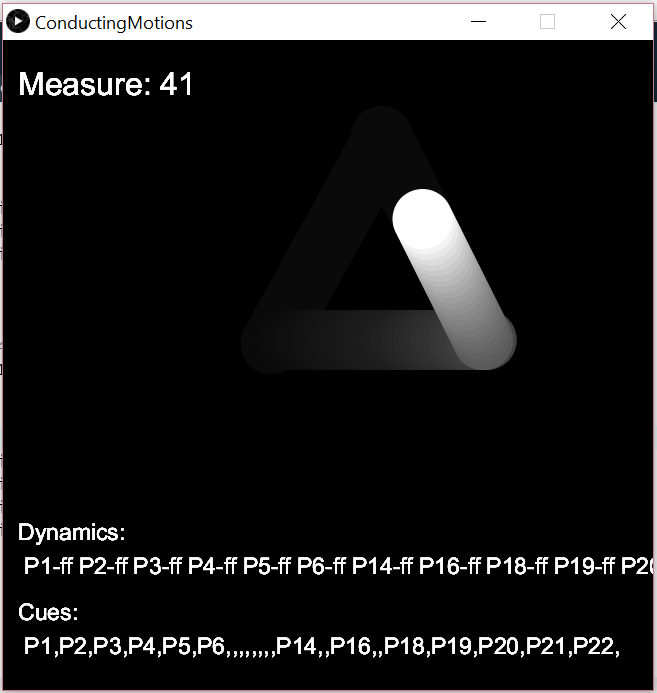 ConductingMotions
Measure: 41
Dynamics:
P1-ff P2-ff P3-ff P4-ff P5-ff P6-ff P14-ff P16-ff P18-ff P19-ff
Cues:
P1,P2,P3,P4,P5,P6,,,,,,,,P14,,P16,,P18,P19,P20,P21,P22,